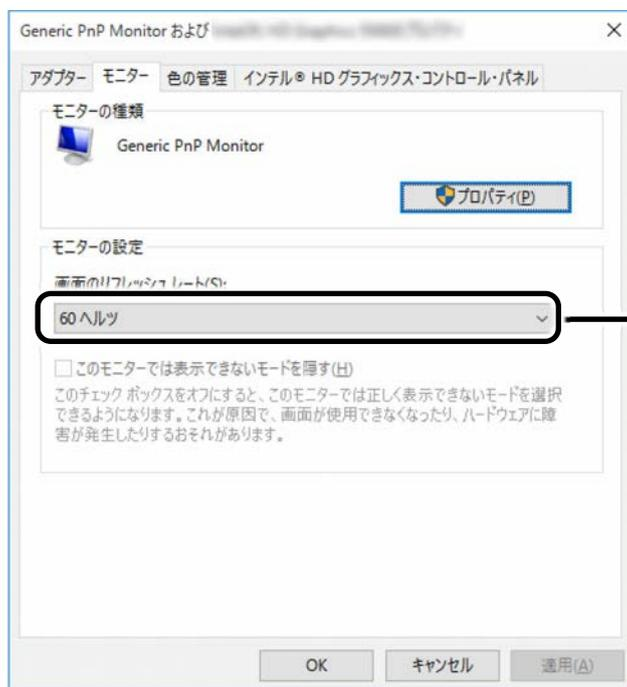 Generic PnP Monitor および
アダプター モニター 色の管理 インテル® HD グラフィックス・コントロール・パネル
モニターの種類
Generic PnP Monitor
プロパティ(P)
モニターの設定
画面のリフレッシュ レート(S):
60 ヘルツ
このモニターでは表示できないモードを隠す(H)
このチェック ボックスをオフにすると、このモニターでは正しく表示できないモードを選択
できるようになります。これが原因で、画面が使用できなくなったり、ハードウェアに障
害が発生したりするおそれがあります。
OK キャンセル 適用(A)